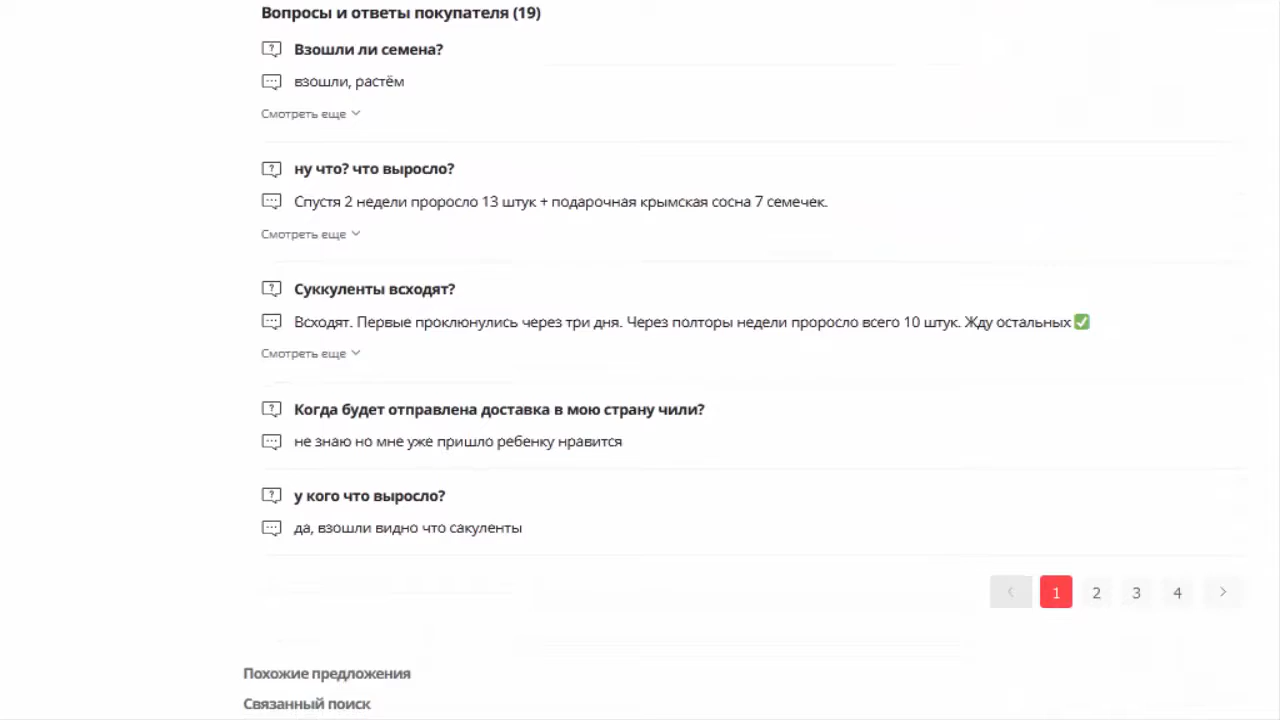 Вопросы и ответы покупателя (19)
Взошли ли семена?
взошли, растём
Смотреть еще
ну что? что выросло?
Спустя 2 недели проросло 13 штук + подарочная крымская сосна 7 семечек.
Смотреть еще
Суккуленты всходят?
Всходят. Первые проклюнулись через три дня. Через полторы недели проросло всего 10 штук. Жду остальных✅
Смотреть еще
Когда будет отправлена доставка в мою страну чили?
не знаю но мне уже пришло ребенку нравится
у кого что выросло?
да, взошли видно что сакуленты
1 2 3 4
Похожие предложения
Связанный поиск